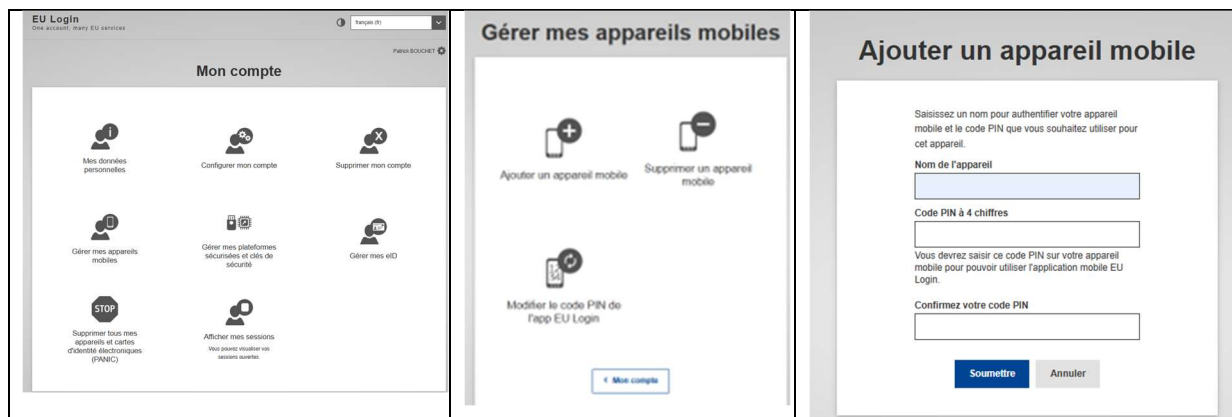 EU Login
One account, many EU services
français (fr)
Patrick BOUCHET
Mon compte
Mes données
personnelles
Configurer mon compte
Supprimer mon compte
Gérer mes appareils
mobiles
Gérer mes plateformes
sécurisées et clés de
sécurité
Gérer mes eID
STOP
Supprimer tous mes
appareils et cartes
d'identité électroniques
(PANIC)
Afficher mes sessions
Vous pouvez visualiser vos
sessions ouvertes.
Gérer mes appareils mobiles
Ajouter un appareil mobile
Supprimer un appareil
mobile
Modifier le code PIN de
l'app EU Login
< Mon compte
Ajouter un appareil mobile
Saisissez un nom pour authentifier votre appareil
mobile et le code PIN que vous souhaitez utiliser pour
cet appareil.
Nom de l'appareil
Code PIN à 4 chiffres
Vous devrez saisir ce code PIN sur votre appareil
mobile pour pouvoir utiliser l'application mobile EU
Login.
Confirmez votre code PIN
Soumettre
Annuler